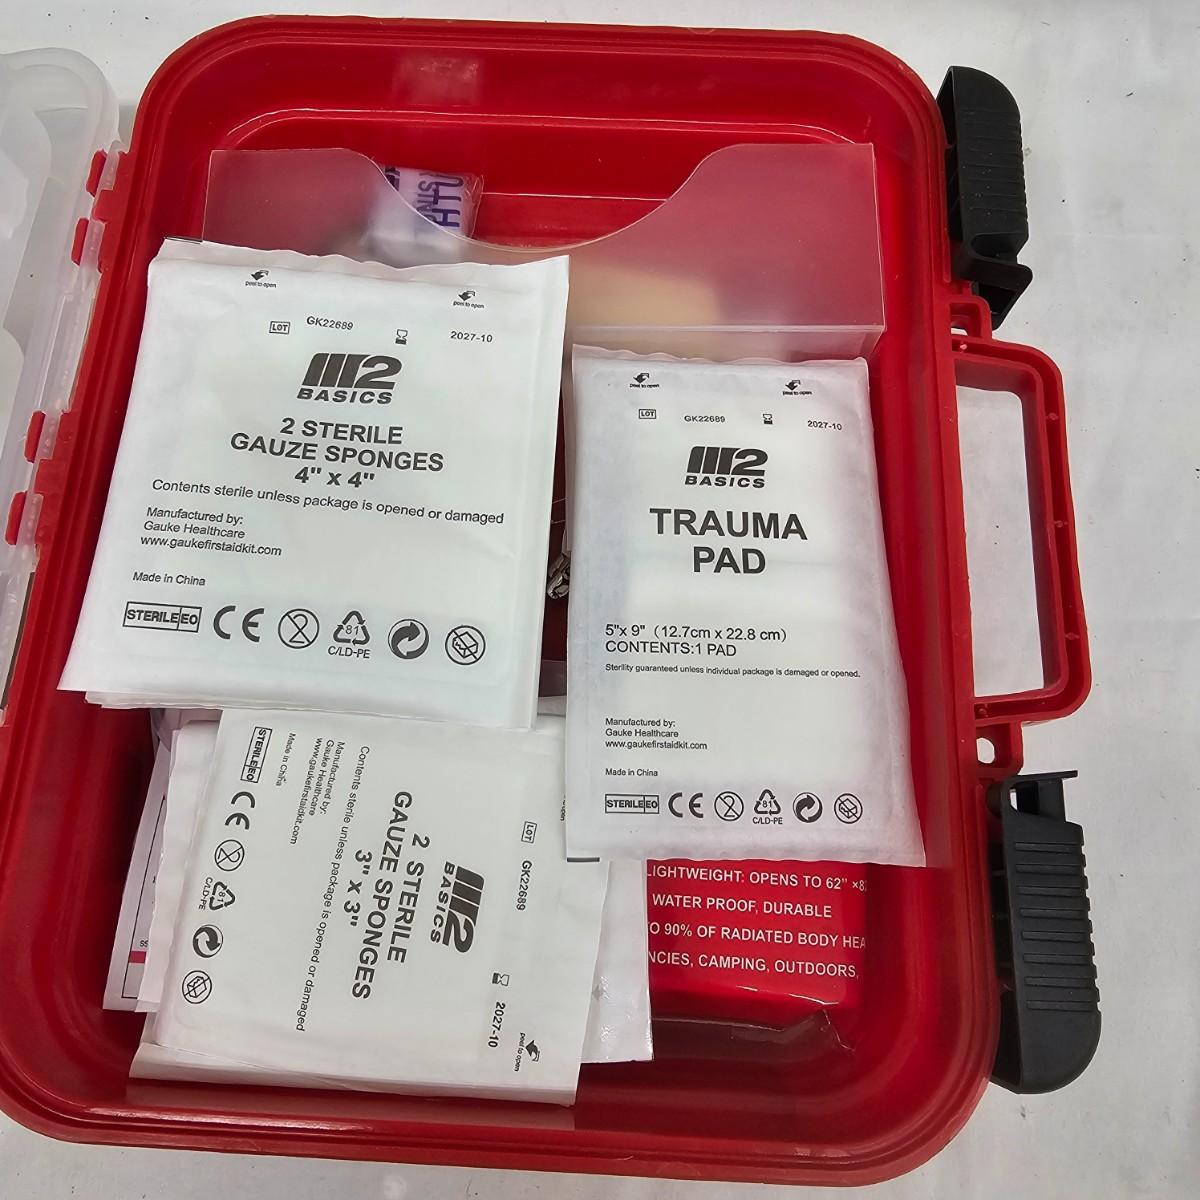 peel to open
peel to open
LOT GK22689 2027-10
M2
BASICS
2 STERILE
GAUZE SPONGES
4" x 4"
Contents sterile unless package is opened or damaged
Manufactured by:
Gauke Healthcare
www.gaukefirstaidkit.com
Made in China
STERILE EO CE 2 81
C/LD-PE
peel to open
peel to open
LOT GK22689 2027-10
M2
BASICS
TRAUMA
PAD
5"x 9" (12.7cm x 22.8 cm)
CONTENTS:1 PAD
Sterility guaranteed unless individual package is damaged or opened.
Manufactured by:
Gauke Healthcare
www.gaukefirstaidkit.com
Made in China
STERILE EO CE 2 81
C/LD-PE
peel to open
LOT GK22689 2027-10
M2
BASICS
2 STERILE
GAUZE SPONGES
3" x 3"
Contents sterile unless package is opened or damaged
Manufactured by:
Gauke Healthcare
www.gaukefirstaidkit.com
Made in China
STERILE EO CE 2 81
C/LD-PE
LIGHTWEIGHT: OPENS TO 62"
WATER PROOF, DURABLE
90% OF RADIATED BODY
CAMPING, OUTDOORS,